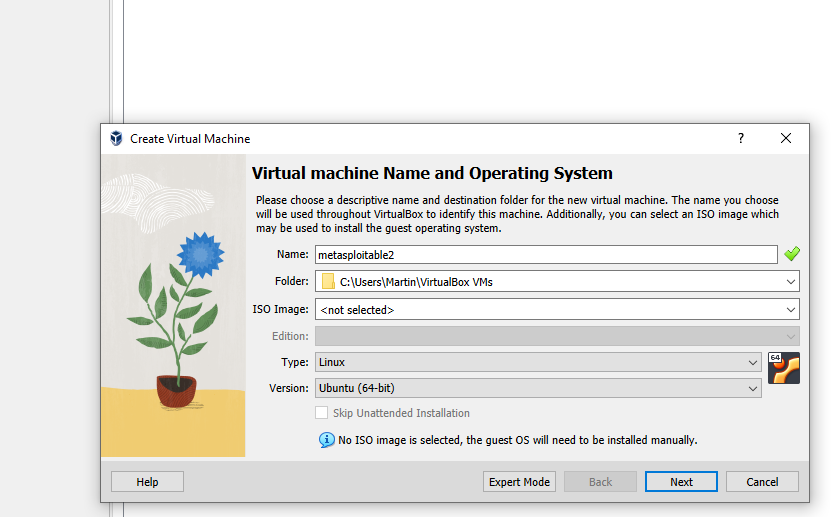 Create Virtual Machine
?
Virtual machine Name and Operating System
Please choose a descriptive name and destination folder for the new virtual machine. The name you choose
will be used throughout VirtualBox to identify this machine. Additionally, you can select an ISO image which
may be used to install the guest operating system.
Name: metasploitable2
Folder: C:\Users\Martin\VirtualBox VMs
ISO Image: <not selected>
Edition:
Type: Linux
64
Version: Ubuntu (64-bit)
Skip Unattended Installation
No ISO image is selected, the guest OS will need to be installed manually.
Help Expert Mode Back Next Cancel